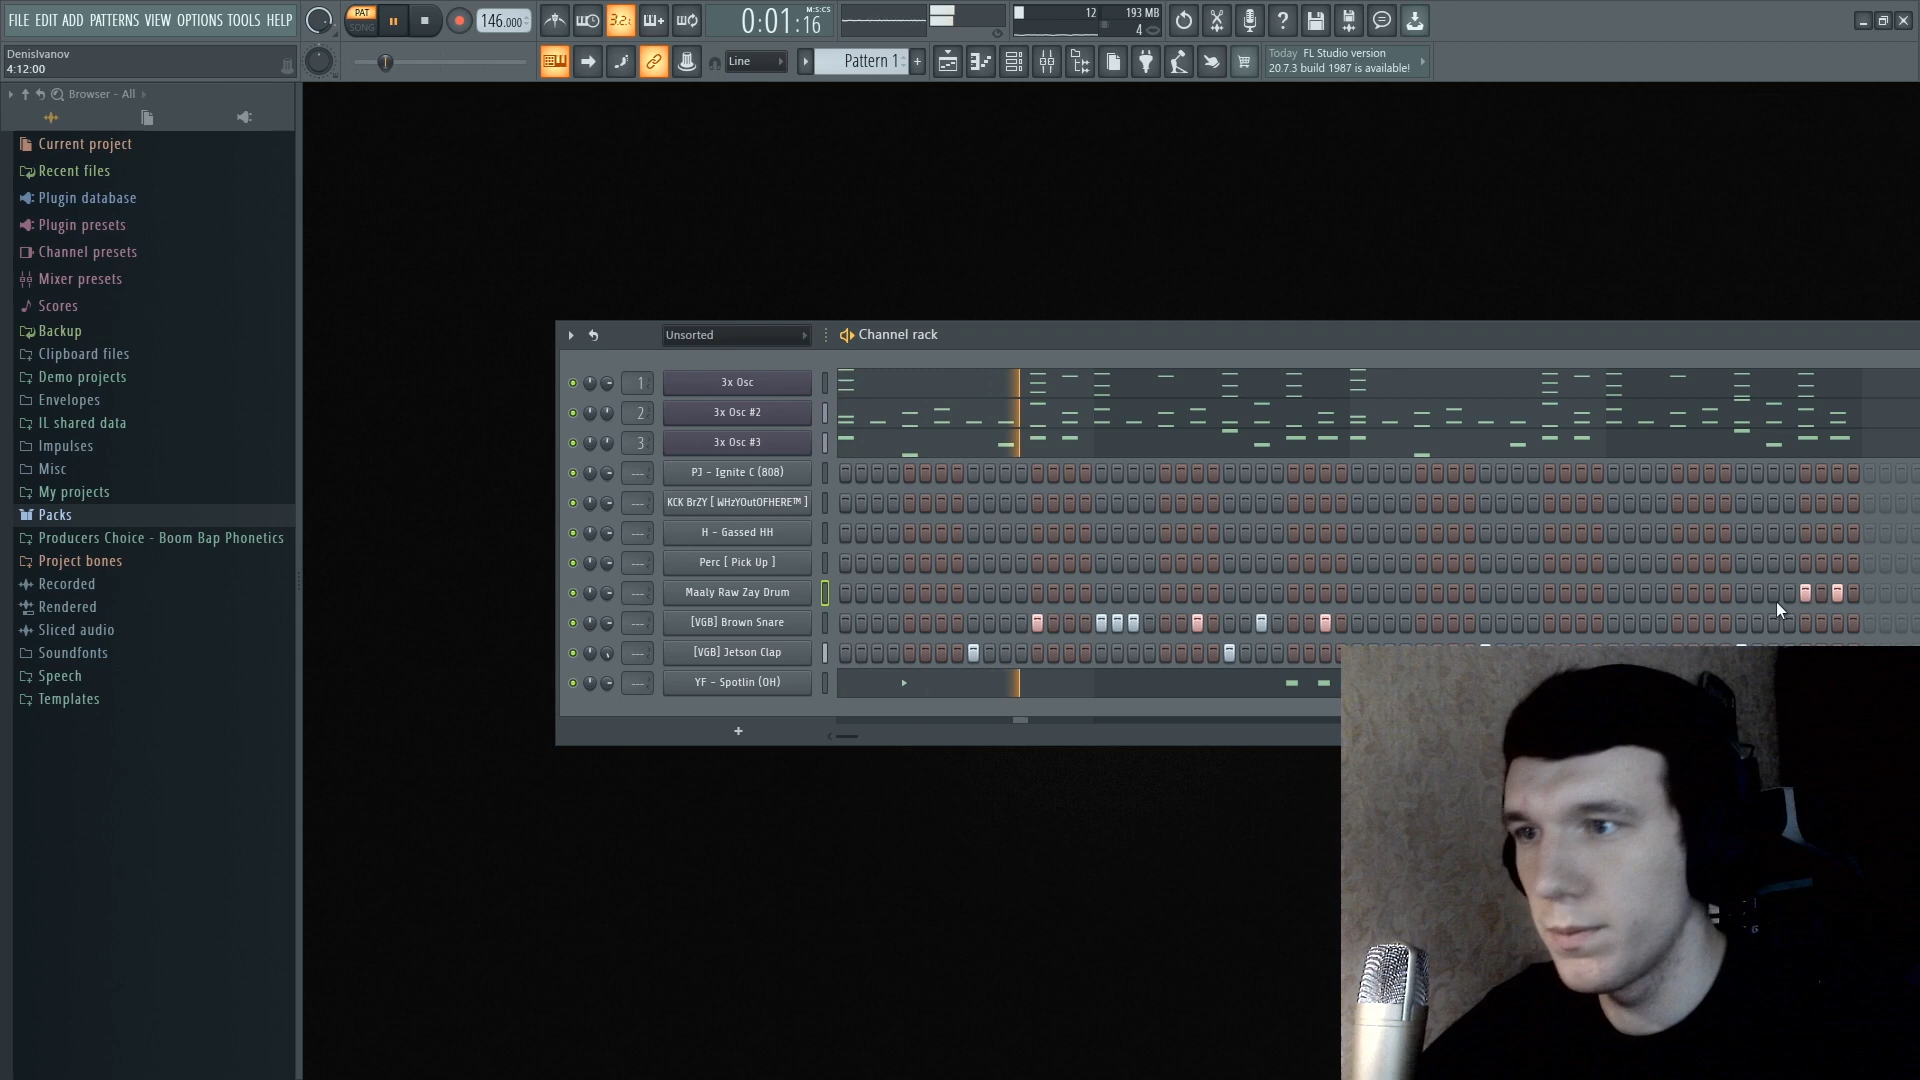 FILE EDIT ADD PATTERNS VIEW OPTIONS TOOLS HELP
PAT
SONG
146.000
3.2.1
0:01:16
M:S:CS
12
193 MB
4
DenisIvanov
4:12:00
Line
Pattern 1
+
Today FL Studio version
20.7.3 build 1987 is available!
Browser - All
Current project
Recent files
Plugin database
Plugin presets
Channel presets
Mixer presets
Scores
Backup
Clipboard files
Demo projects
Envelopes
IL shared data
Impulses
Misc
My projects
Packs
Producers Choice - Boom Bap Phonetics
Project bones
Recorded
Rendered
Sliced audio
Soundfonts
Speech
Templates
Unsorted
Channel rack
1
3x Osc
2
3x Osc #2
3
3x Osc #3
---
PJ - Ignite C (808)
---
KCK BrZY [ WHzYOutOFHERE™ ]
---
H - Gassed HH
---
Perc [ Pick Up ]
---
Maaly Raw Zay Drum
---
[VGB] Brown Snare
---
[VGB] Jetson Clap
---
YF - Spotlin (OH)
+